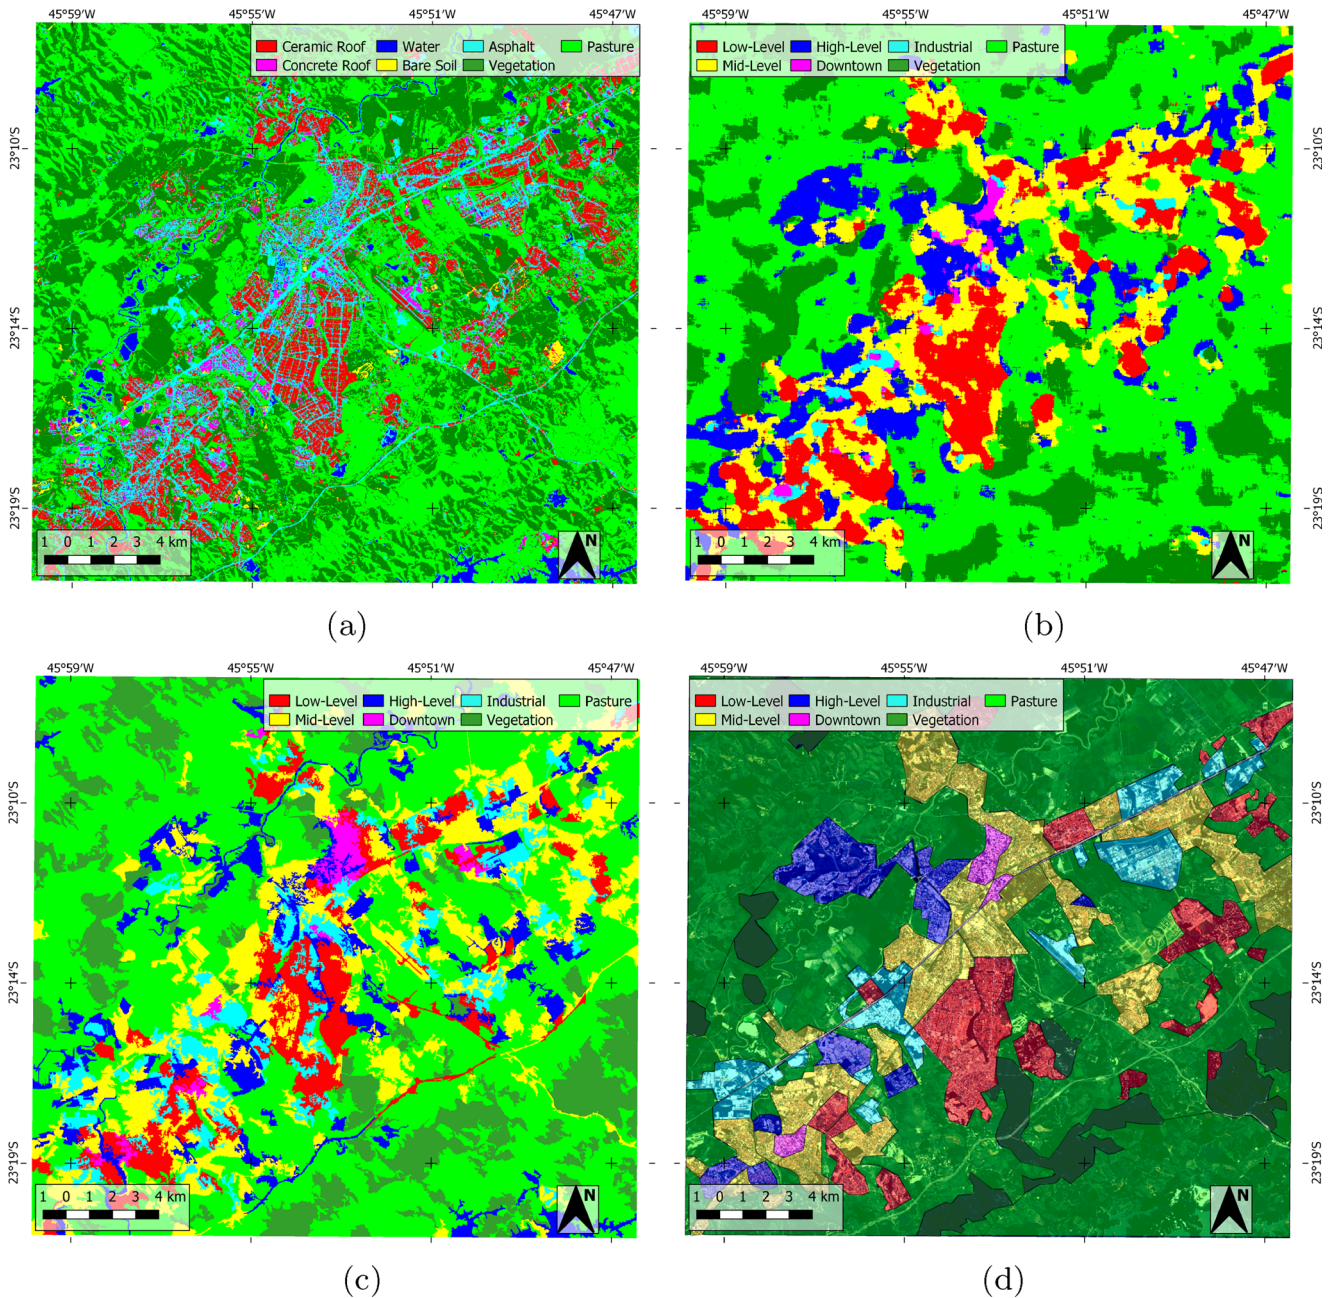 45°59'W 45°55'W 45°51'W 45°47'W 45°59'W 45°55'W 45°51'W 45°47'W
Ceramic Roof Water Asphalt Pasture
Concrete Roof Bare Soil Vegetation
Low-Level High-Level Industrial Pasture
Mid-Level Downtown Vegetation
23°10'S
23°14'S
23°19'S
23°10'S
23°14'S
23°19'S
1 0 1 2 3 4 km
N
1 0 1 2 3 4 km
N
(a)
(b)
45°59'W 45°55'W 45°51'W 45°47'W 45°59'W 45°55'W 45°51'W 45°47'W
Low-Level High-Level Industrial Pasture
Mid-Level Downtown Vegetation
Low-Level High-Level Industrial Pasture
Mid-Level Downtown Vegetation
23°10'S
23°14'S
23°19'S
23°10'S
23°14'S
23°19'S
1 0 1 2 3 4 km
N
1 0 1 2 3 4 km
N
(c)
(d)